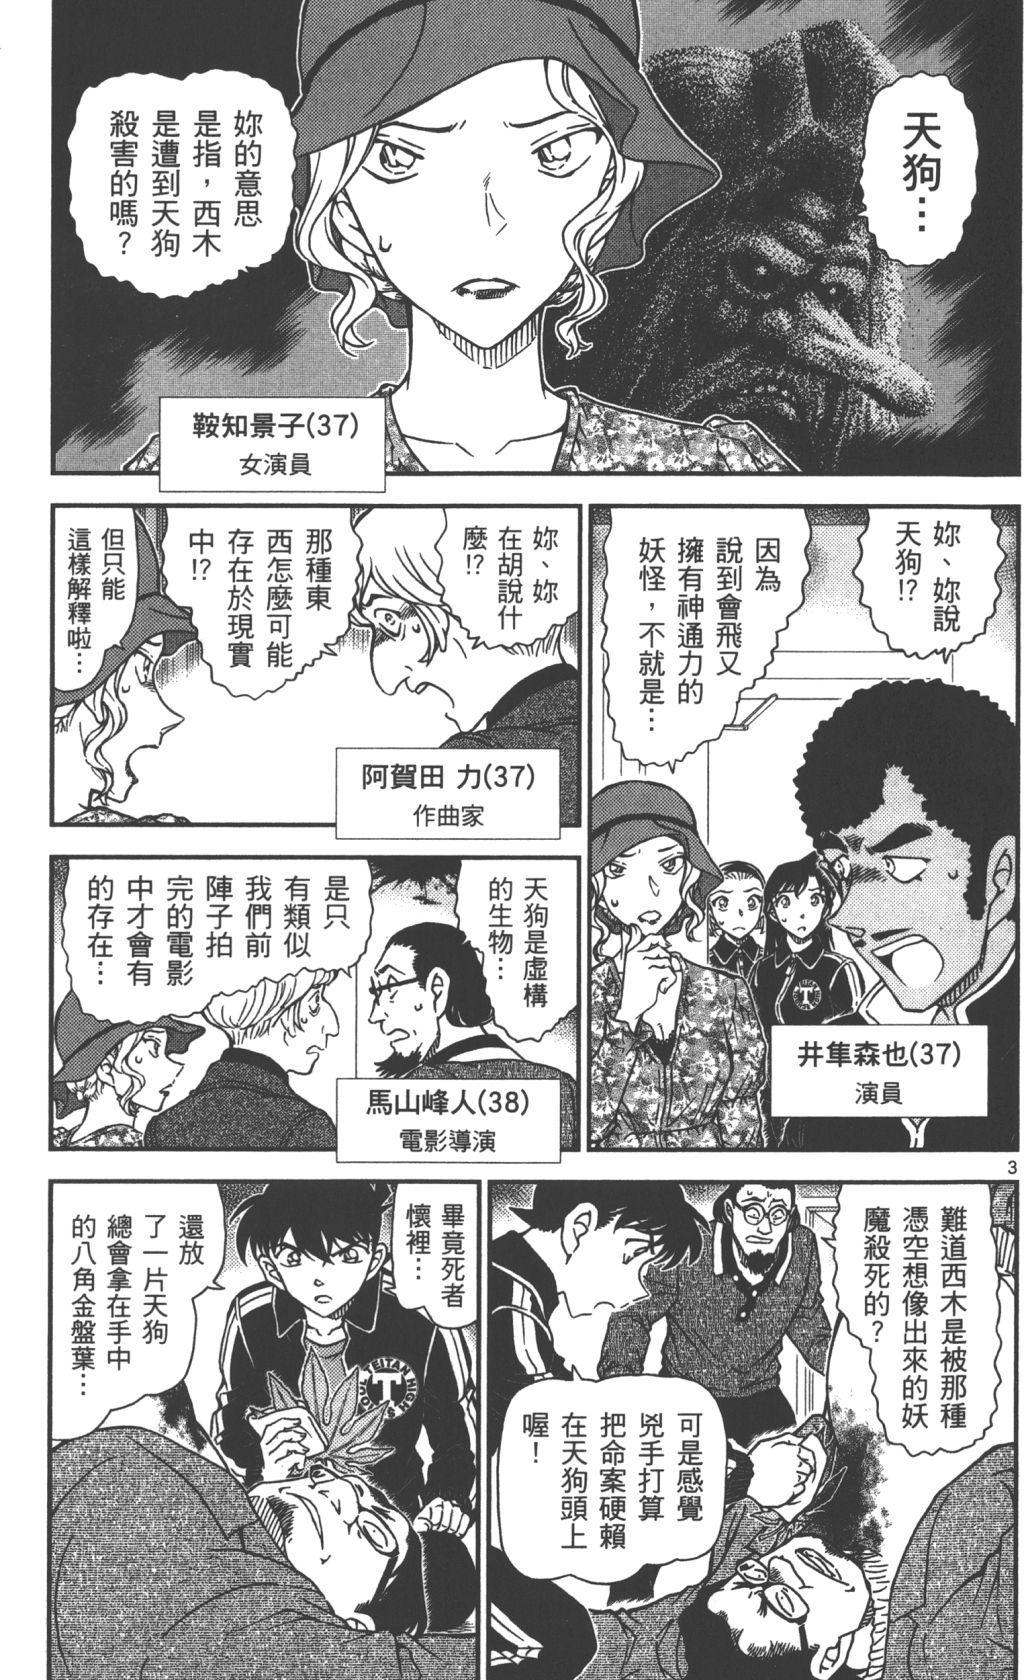 天狗…
妳的意思
是指，西木
是遭到天狗
殺害的嗎？
鞍知景子(37)
女演員
妳、妳說
天狗!?
因為
說到會飛又
擁有神通力的
妖怪，不就是…
井隼森也(37)
演員
妳、妳
在胡說什
麼!?
那種東
西怎麼可能
存在於現實
中!?
但只能
這樣解釋啦…
阿賀田 力(37)
作曲家
天狗是虛構
的生物…
是只
有類似
我們前
陣子拍
完的電影
中才會有
的存在…
馬山峰人(38)
電影導演
3
難道西木是被那種
憑空想像出來的妖
魔殺死的？
可是感覺
兇手打算
把命案硬賴
在天狗頭上
喔！
畢竟死者
懷裡…
還放
了一片天狗
總會拿在手中
的八角金盤葉…
TEITAN HIGH
T